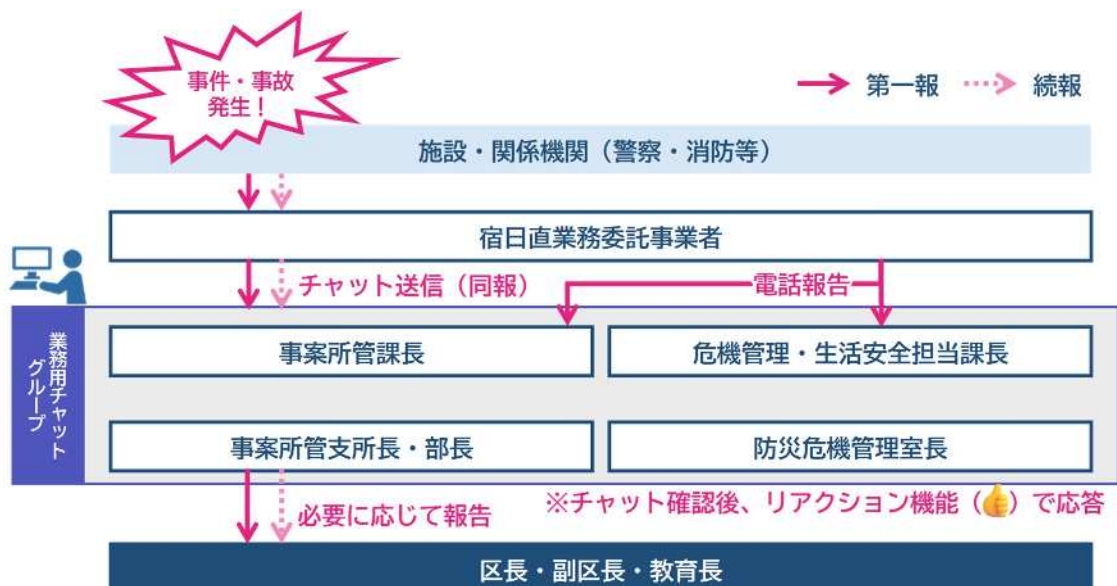 事件・事故
発生！
第一報
続報
施設・関係機関（警察・消防等）
宿日直業務委託事業者
チャット送信（同報）
電話報告
業務用チャット
グループ
事案所管課長
危機管理・生活安全担当課長
事案所管支所長・部長
防災危機管理室長
※チャット確認後、リアクション機能（👍）で応答
必要に応じて報告
区長・副区長・教育長